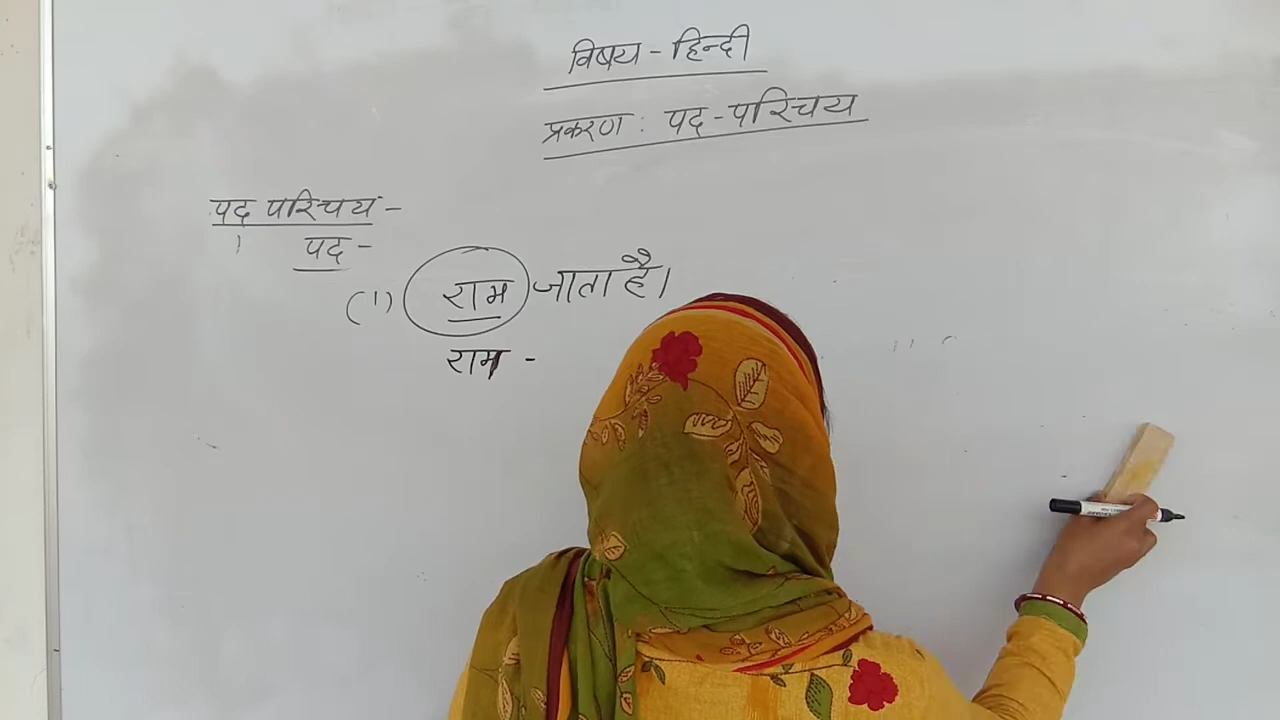 विषय - हिन्दी
प्रकरण : पद - परिचय
पद परिचय -
पद -
(1) राम जाता है।
राम -